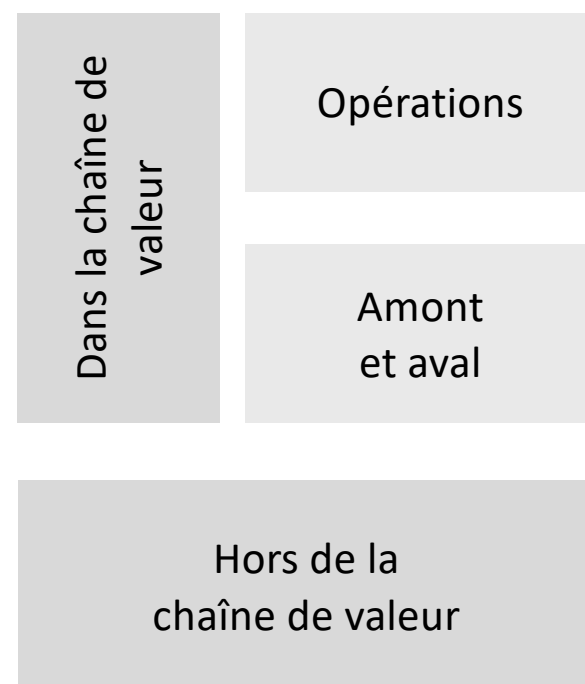 Dans la chaîne de
valeur
Opérations
Amont
et aval
Hors de la
chaîne de valeur